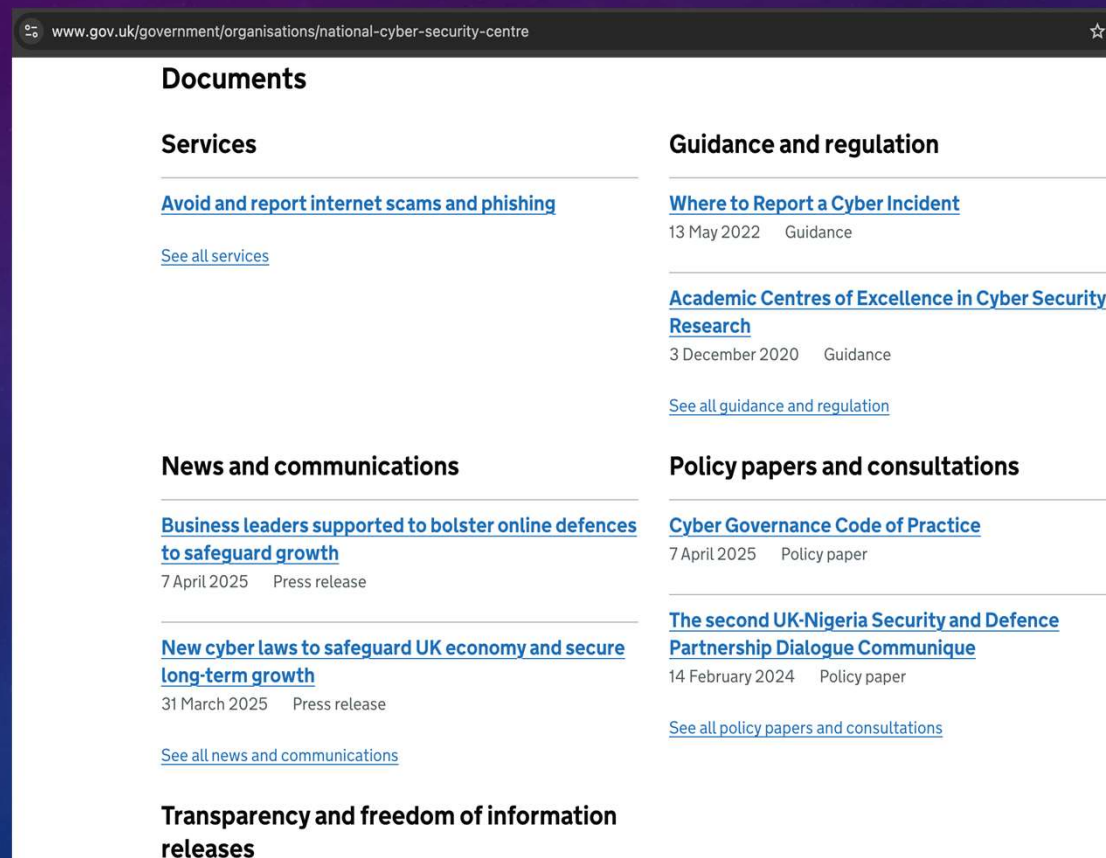 www.gov.uk/government/organisations/national-cyber-security-centre
Documents
Services
Avoid and report internet scams and phishing
See all services
Guidance and regulation
Where to Report a Cyber Incident
13 May 2022 Guidance
Academic Centres of Excellence in Cyber Security
Research
3 December 2020 Guidance
See all guidance and regulation
News and communications
Business leaders supported to bolster online defences
to safeguard growth
7 April 2025 Press release
New cyber laws to safeguard UK economy and secure
long-term growth
31 March 2025 Press release
See all news and communications
Policy papers and consultations
Cyber Governance Code of Practice
7 April 2025 Policy paper
The second UK-Nigeria Security and Defence
Partnership Dialogue Communique
14 February 2024 Policy paper
See all policy papers and consultations
Transparency and freedom of information
releases